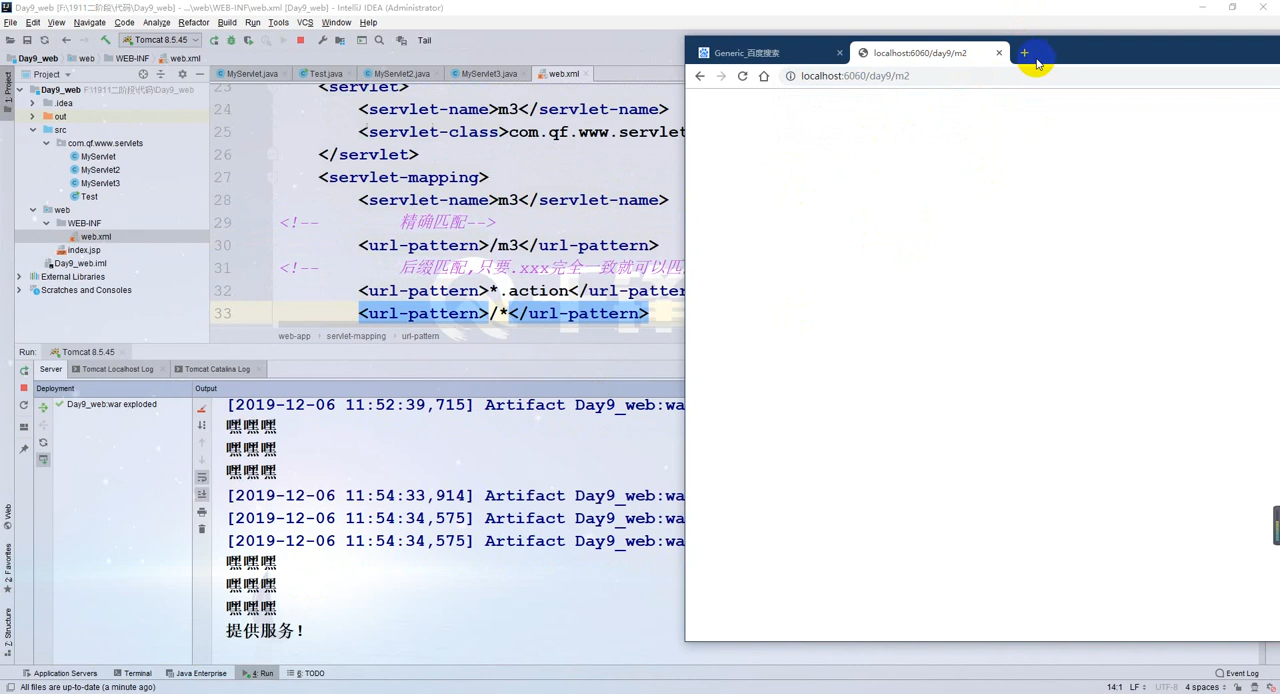 Day9_web [F:\1911二阶段\代码\Day9_web] - ...\web\WEB-INF\web.xml [Day9_web] - IntelliJ IDEA (Administrator)
File Edit View Navigate Code Analyze Refactor Build Run Tools VCS Window Help
Tomcat 8.5.45 Tail
Day9_web web WEB-INF web.xml
1: Project
Project
MyServlet.java Test.java MyServlet2.java MyServlet3.java web.xml
Day9_web F:\1911二阶段\代码\Day9_web
.idea
out
src
com.qf.www.servlets
MyServlet
MyServlet2
MyServlet3
Test
web
WEB-INF
web.xml
index.jsp
Day9_web.iml
External Libraries
Scratches and Consoles
23 <servlet>
24 <servlet-name>m3</servlet-name>
25 <servlet-class>com.qf.www.servlet
26 </servlet>
27 <servlet-mapping>
28 <servlet-name>m3</servlet-name>
29 <!-- 精确匹配-->
30 <url-pattern>/m3</url-pattern>
31 <!-- 后缀匹配,只要.xxx完全一致就可以匹
32 <url-pattern>*.action</url-patter
33 <url-pattern>/*</url-pattern>
web-app servlet-mapping url-pattern
Generic_百度搜索
localhost:6060/day9/m2
localhost:6060/day9/m2
Run: Tomcat 8.5.45
Server Tomcat Localhost Log Tomcat Catalina Log
Deployment
Output
Day9_web:war exploded
[2019-12-06 11:52:39,715] Artifact Day9_web:wa
嘿嘿嘿
嘿嘿嘿
嘿嘿嘿
[2019-12-06 11:54:33,914] Artifact Day9_web:wa
[2019-12-06 11:54:34,575] Artifact Day9_web:wa
[2019-12-06 11:54:34,575] Artifact Day9_web:wa
嘿嘿嘿
嘿嘿嘿
嘿嘿嘿
提供服务!
Web
2: Favorites
7: Structure
Application Servers Terminal Java Enterprise 4: Run 6: TODO
Event Log
All files are up-to-date (a minute ago)
14:1 LF UTF-8 4 spaces